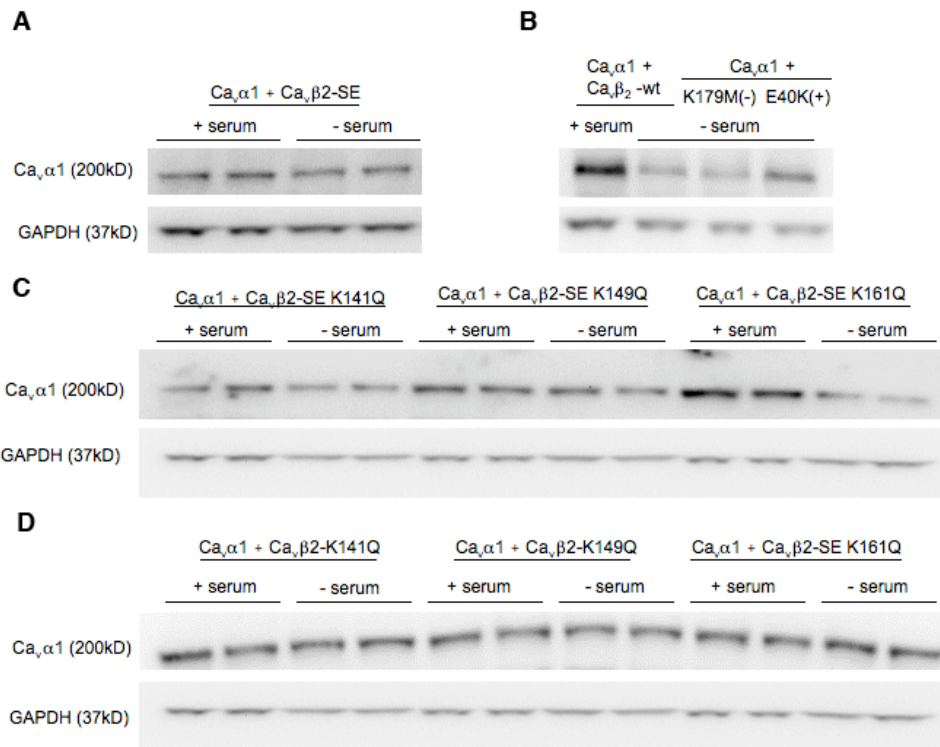 A
Caᵥα1 + Caᵥβ2-SE
+ serum - serum
Caᵥα1 (200kD)
GAPDH (37kD)
B
Caᵥα1 +
Caᵥβ₂ -wt
Caᵥα1 +
K179M(-) E40K(+)
+ serum - serum
C
Caᵥα1 + Caᵥβ2-SE K141Q Caᵥα1 + Caᵥβ2-SE K149Q Caᵥα1 + Caᵥβ2-SE K161Q
+ serum - serum + serum - serum + serum - serum
Caᵥα1 (200kD)
GAPDH (37kD)
D
Caᵥα1 + Caᵥβ2-K141Q Caᵥα1 + Caᵥβ2-K149Q Caᵥα1 + Caᵥβ2-SE K161Q
+ serum - serum + serum - serum + serum - serum
Caᵥα1 (200kD)
GAPDH (37kD)